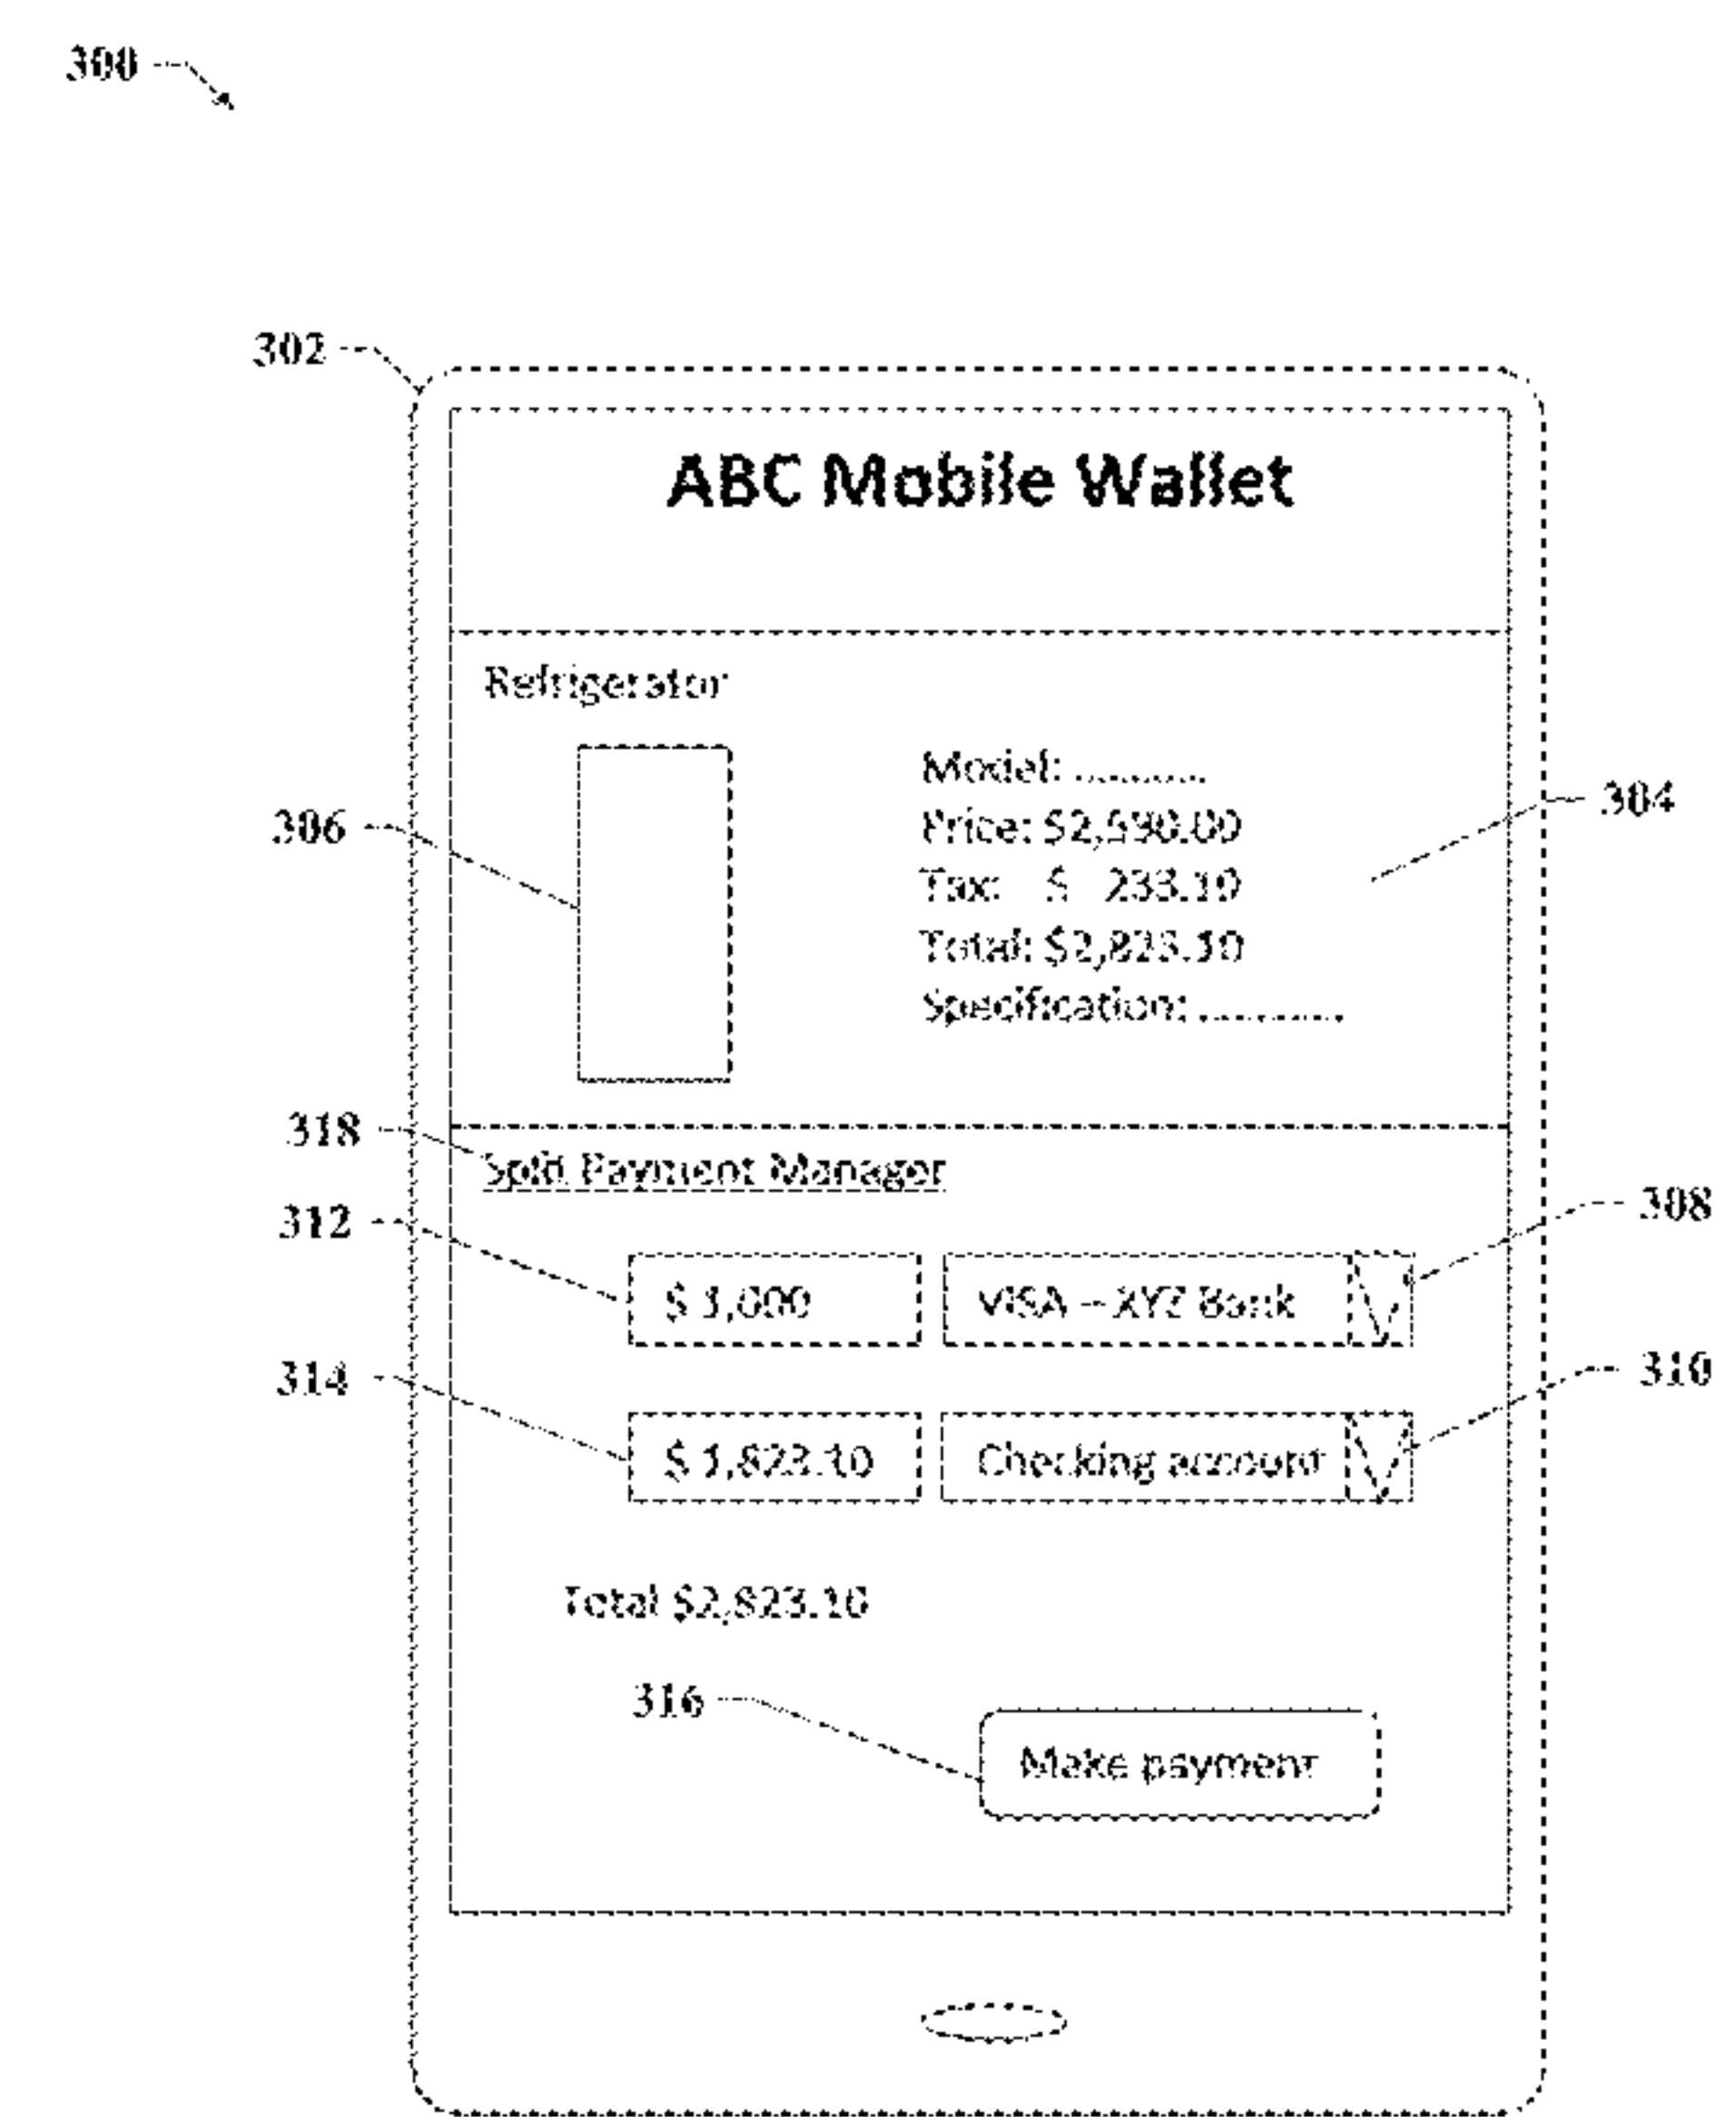 300
302
ABC Mobile Wallet
Refrigerator
Model: ............
306
Price: $2,590.00
304
Tax: $ 233.10
Total: $2,823.10
Specification: .............
318
Split Payment Manager
312
308
$ 1,000
VISA – XYZ Bank
314
310
$ 1,823.10
Checking account
Total $2,823.10
316
Make payment